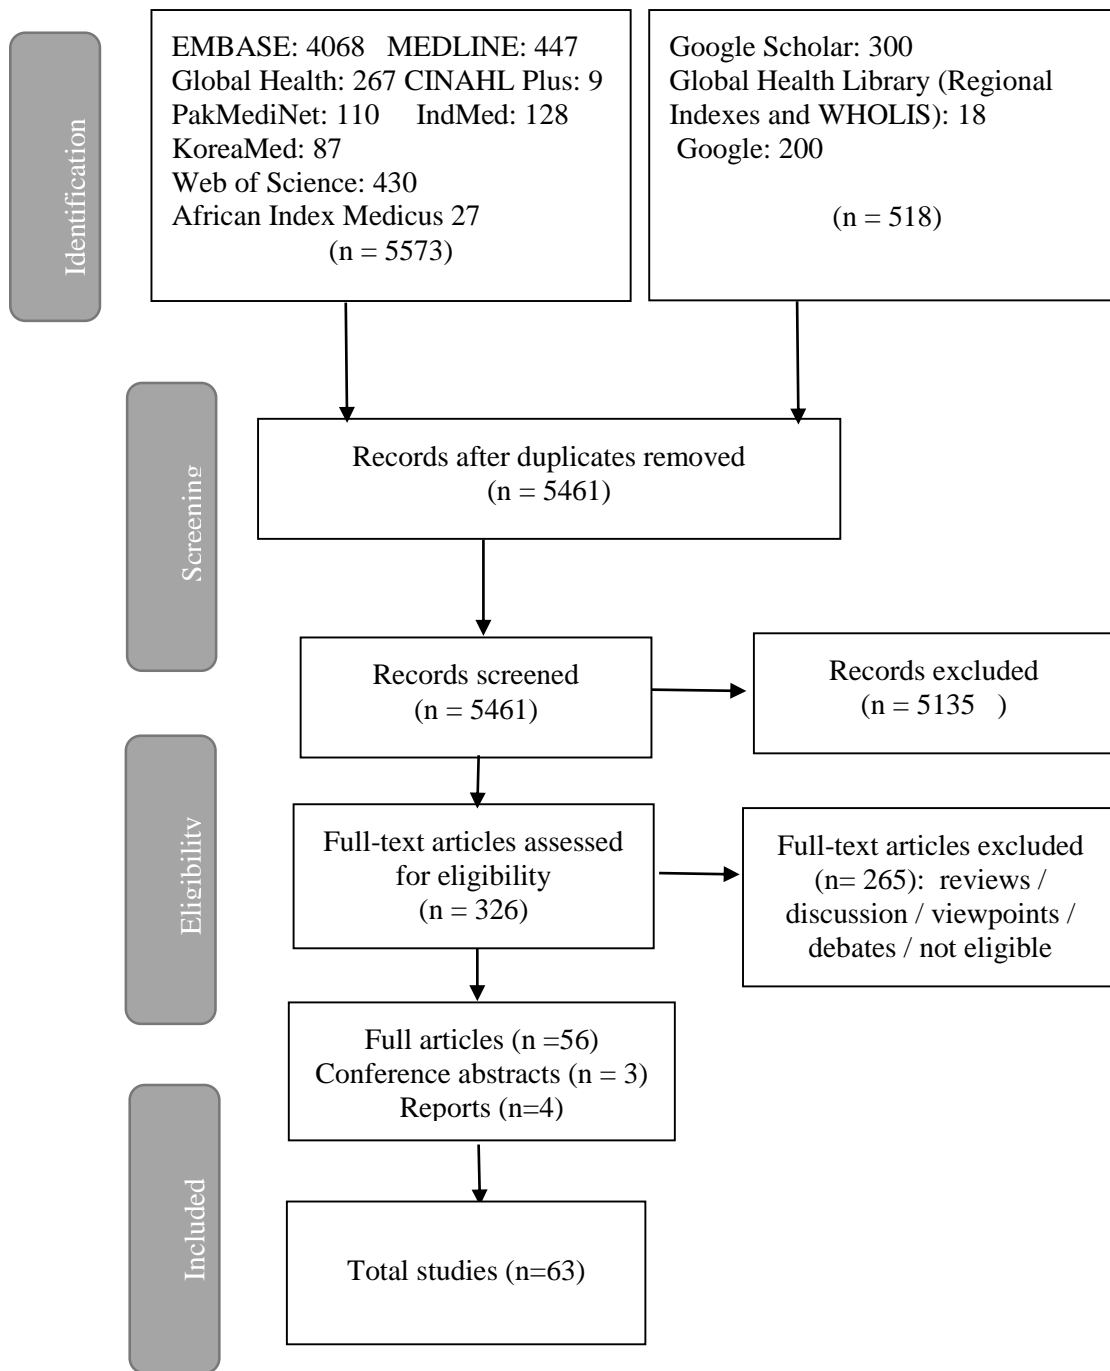 Identification
EMBASE: 4068 MEDLINE: 447
Global Health: 267 CINAHL Plus: 9
PakMediNet: 110 IndMed: 128
KoreaMed: 87
Web of Science: 430
African Index Medicus 27
(n = 5573)
Google Scholar: 300
Global Health Library (Regional
Indexes and WHOLIS): 18
Google: 200
(n = 518)
Screening
Records after duplicates removed
(n = 5461)
Records screened
(n = 5461)
Records excluded
(n = 5135 )
Eligibility
Full-text articles assessed
for eligibility
(n = 326)
Full-text articles excluded
(n= 265): reviews /
discussion / viewpoints /
debates / not eligible
Full articles (n =56)
Conference abstracts (n = 3)
Reports (n=4)
Included
Total studies (n=63)